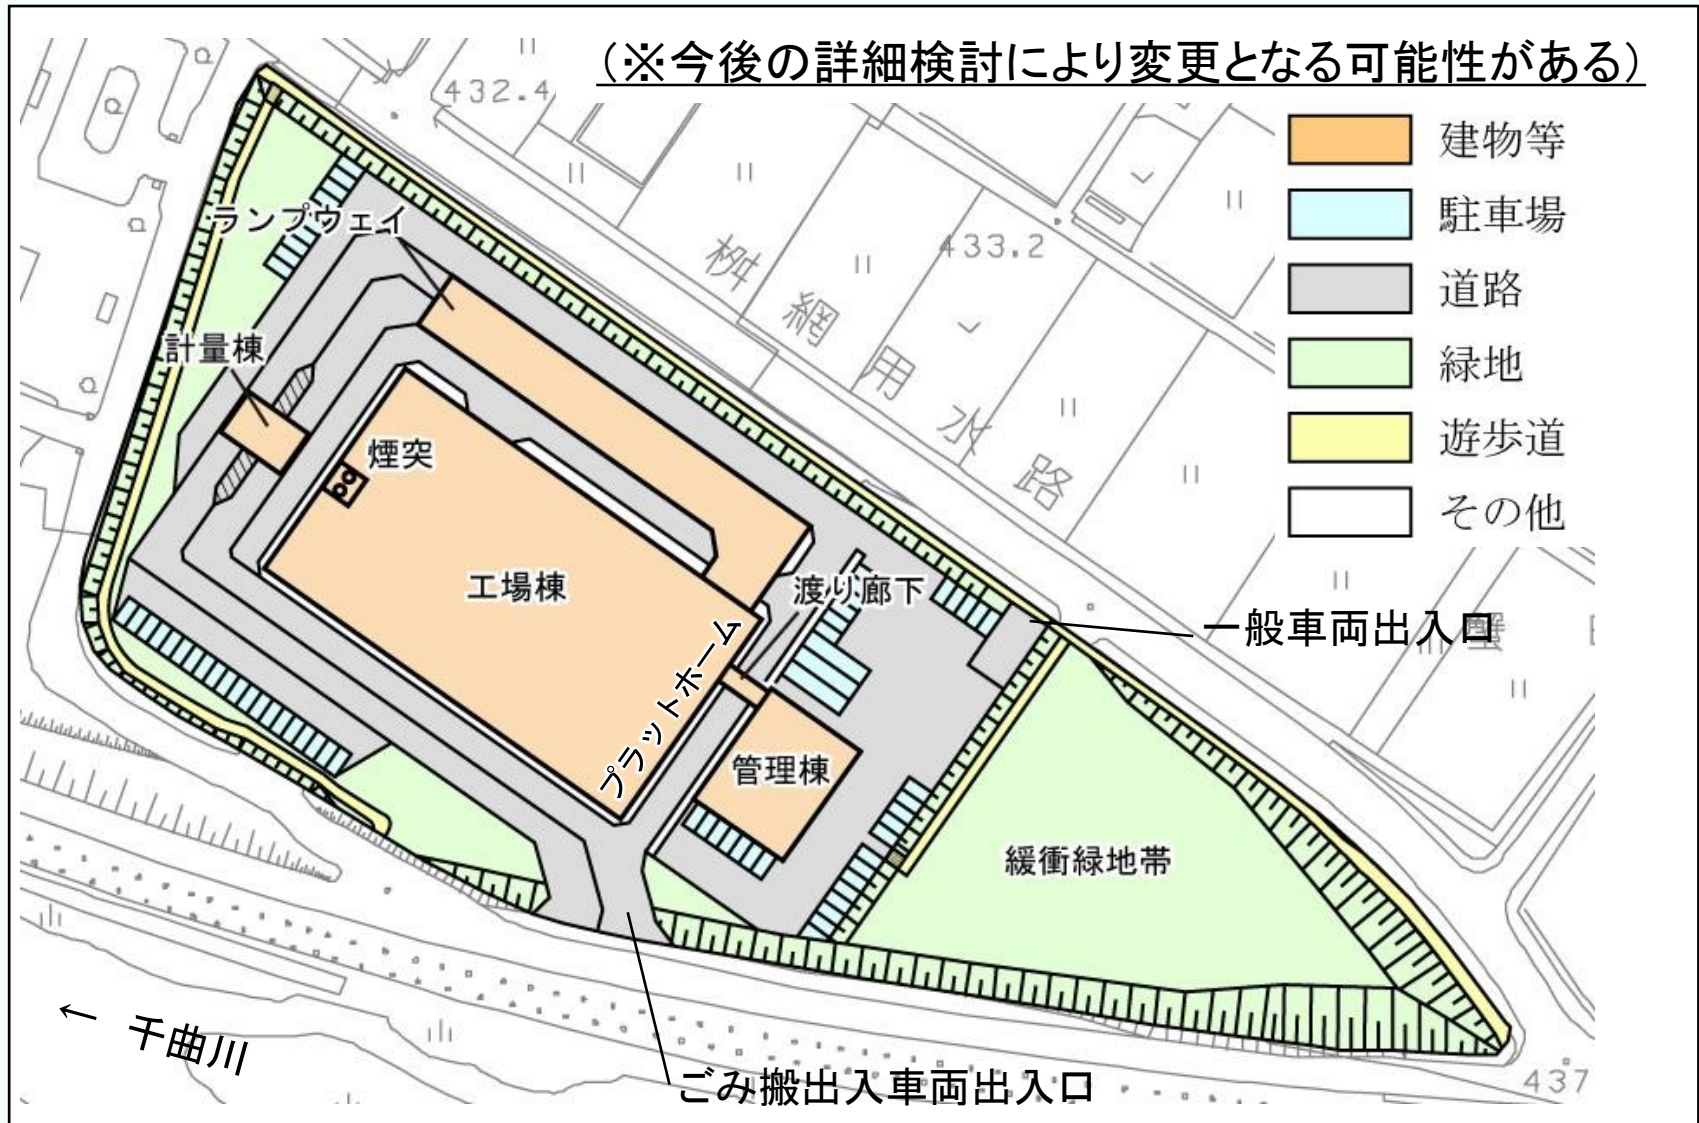 (※今後の詳細検討により変更となる可能性がある)
432.4
建物等
駐車場
ランプウェイ
桝網用水路
433.2
道路
計量棟
緑地
煙突
遊歩道
その他
工場棟
渡り廊下
一般車両出入口
蟹
プラットホーム
管理棟
緩衝緑地帯
← 千曲川
ごみ搬出入車両出入口
437